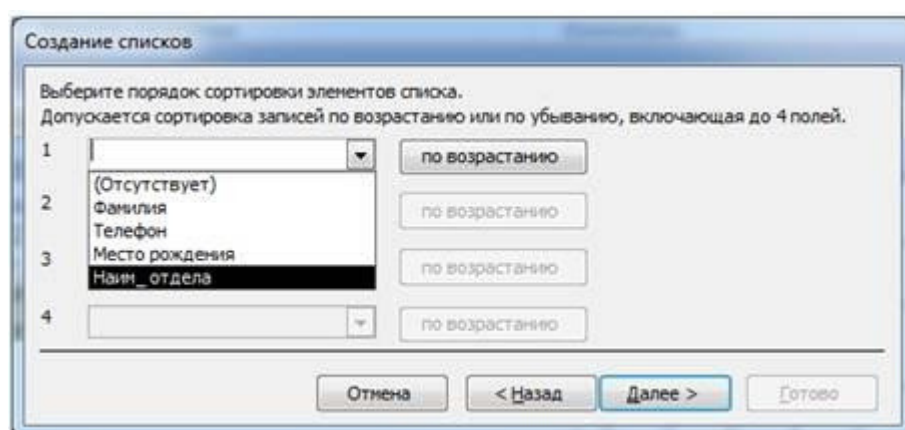 Создание списков
Выберите порядок сортировки элементов списка.
Допускается сортировка записей по возрастанию или по убыванию, включающая до 4 полей.
1 по возрастанию
(Отсутствует)
Фамилия
2 по возрастанию
Телефон
Место рождения
3 по возрастанию
Наим_отдела
4 по возрастанию
Отмена < Назад Далее > Готово